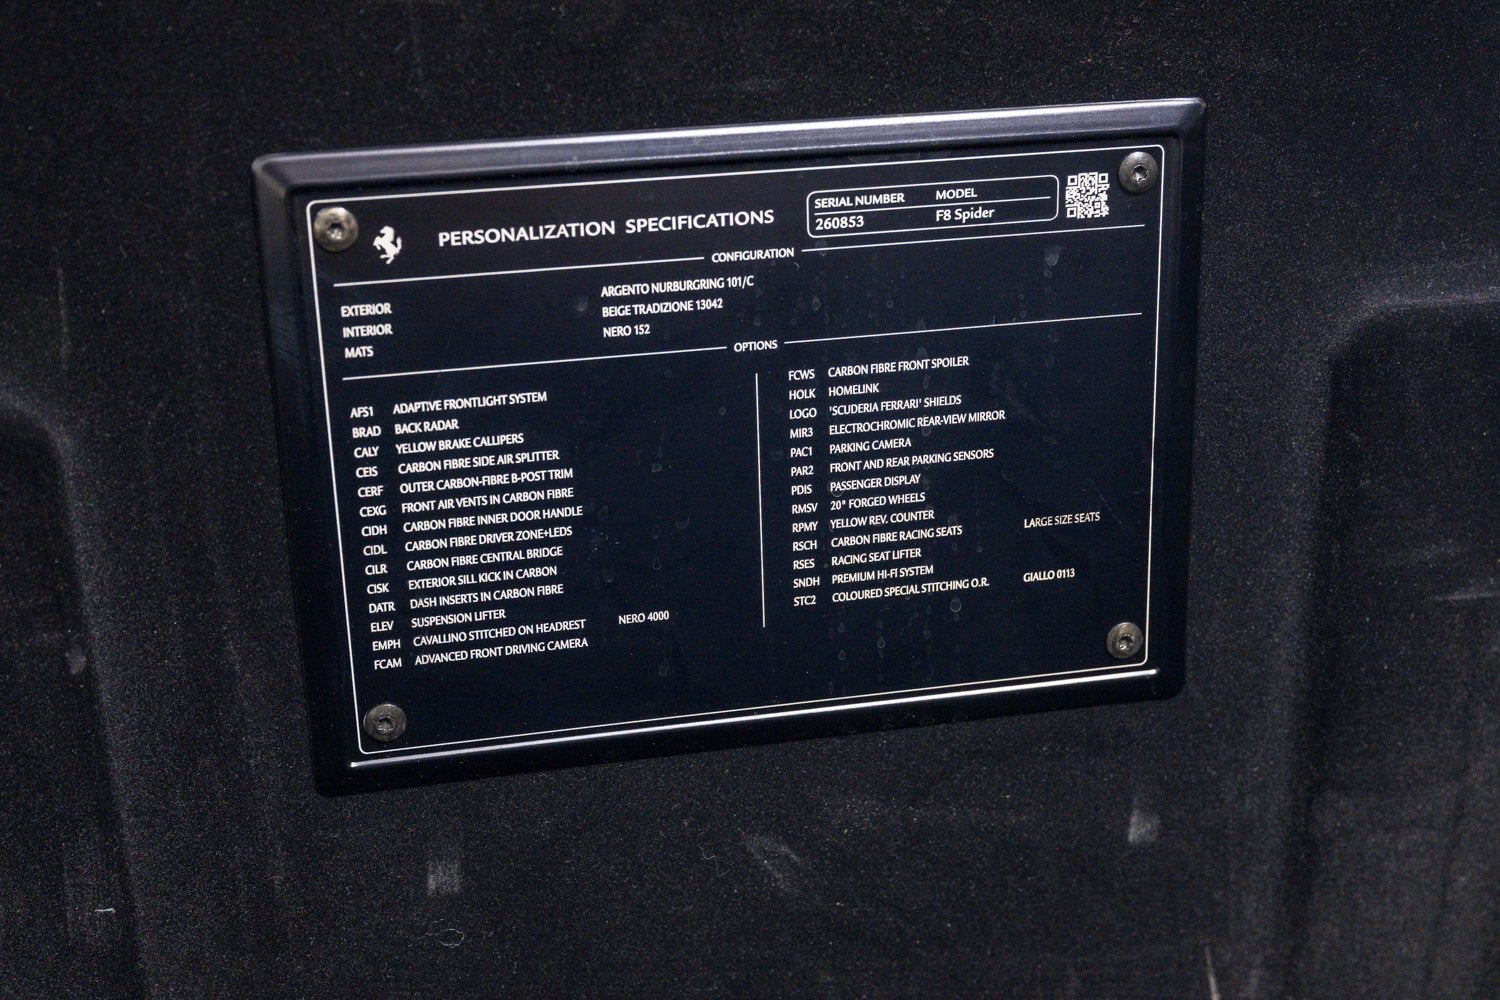 PERSONALIZATION SPECIFICATIONS
SERIAL NUMBER MODEL
260853 F8 Spider
CONFIGURATION
EXTERIOR ARGENTO NURBURGRING 101/C
INTERIOR BEIGE TRADIZIONE 13042
MATS NERO 152
OPTIONS
AFS1 ADAPTIVE FRONTLIGHT SYSTEM
BRAD BACK RADAR
CALY YELLOW BRAKE CALLIPERS
CEIS CARBON FIBRE SIDE AIR SPLITTER
CERF OUTER CARBON-FIBRE B-POST TRIM
CEXG FRONT AIR VENTS IN CARBON FIBRE
CIDH CARBON FIBRE INNER DOOR HANDLE
CIDL CARBON FIBRE DRIVER ZONE+LEDS
CILR CARBON FIBRE CENTRAL BRIDGE
CISK EXTERIOR SILL KICK IN CARBON
DATR DASH INSERTS IN CARBON FIBRE
ELEV SUSPENSION LIFTER
EMPH CAVALLINO STITCHED ON HEADREST NERO 4000
FCAM ADVANCED FRONT DRIVING CAMERA
FCWS CARBON FIBRE FRONT SPOILER
HOLK HOMELINK
LOGO 'SCUDERIA FERRARI' SHIELDS
MIR3 ELECTROCHROMIC REAR-VIEW MIRROR
PAC1 PARKING CAMERA
PAR2 FRONT AND REAR PARKING SENSORS
PDIS PASSENGER DISPLAY
RMSV 20" FORGED WHEELS
RPMY YELLOW REV. COUNTER
RSCH CARBON FIBRE RACING SEATS LARGE SIZE SEATS
RSES RACING SEAT LIFTER
SNDH PREMIUM HI-FI SYSTEM
STC2 COLOURED SPECIAL STITCHING O.R. GIALLO 0113